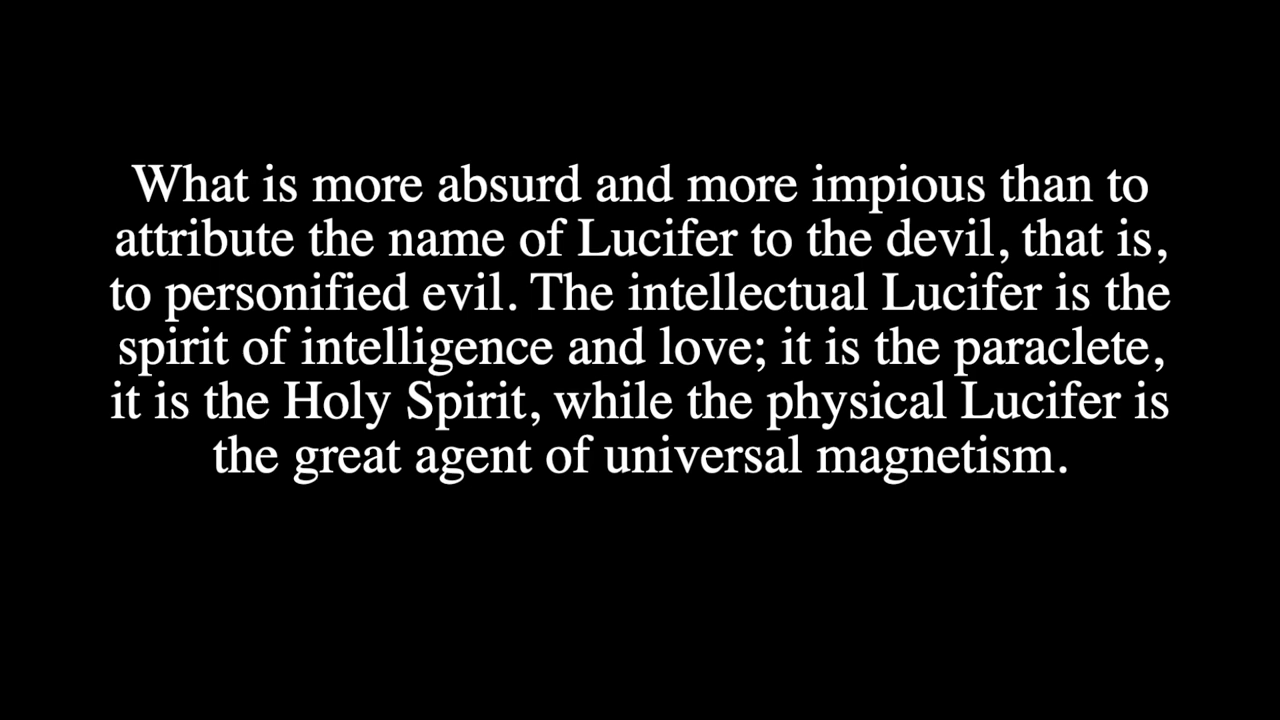 What is more absurd and more impious than to
attribute the name of Lucifer to the devil, that is,
to personified evil. The intellectual Lucifer is the
spirit of intelligence and love; it is the paraclete,
it is the Holy Spirit, while the physical Lucifer is
the great agent of universal magnetism.